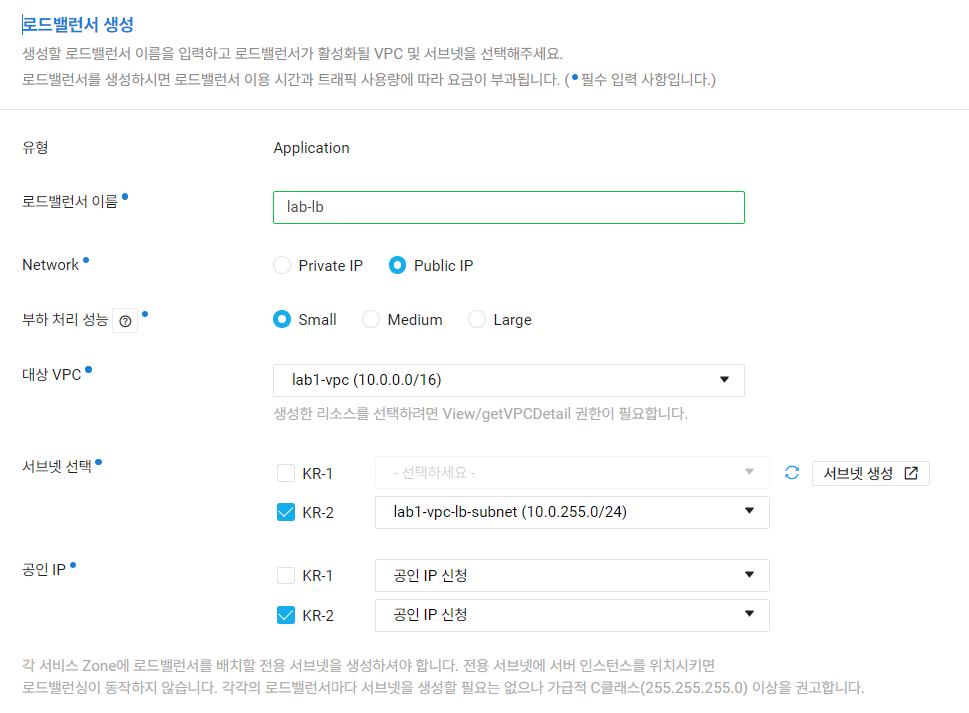 로드밸런서 생성
생성할 로드밸런서 이름을 입력하고 로드밸런서가 활성화될 VPC 및 서브넷을 선택해주세요.
로드밸런서를 생성하시면 로드밸런서 이용 시간과 트래픽 사용량에 따라 요금이 부과됩니다. (• 필수 입력 사항입니다.)
유형 Application
로드밸런서 이름• lab-lb
Network• Private IP Public IP
부하 처리 성능 ?• Small Medium Large
대상 VPC• lab1-vpc (10.0.0.0/16)
생성한 리소스를 선택하려면 View/getVPCDetail 권한이 필요합니다.
서브넷 선택• KR-1 - 선택하세요 - 서브넷 생성
KR-2 lab1-vpc-lb-subnet (10.0.255.0/24)
공인 IP• KR-1 공인 IP 신청
KR-2 공인 IP 신청
각 서비스 Zone에 로드밸런서를 배치할 전용 서브넷을 생성하셔야 합니다. 전용 서브넷에 서버 인스턴스를 위치시키면
로드밸런싱이 동작하지 않습니다. 각각의 로드밸런서마다 서브넷을 생성할 필요는 없으나 가급적 C클래스(255.255.255.0) 이상을 권고합니다.